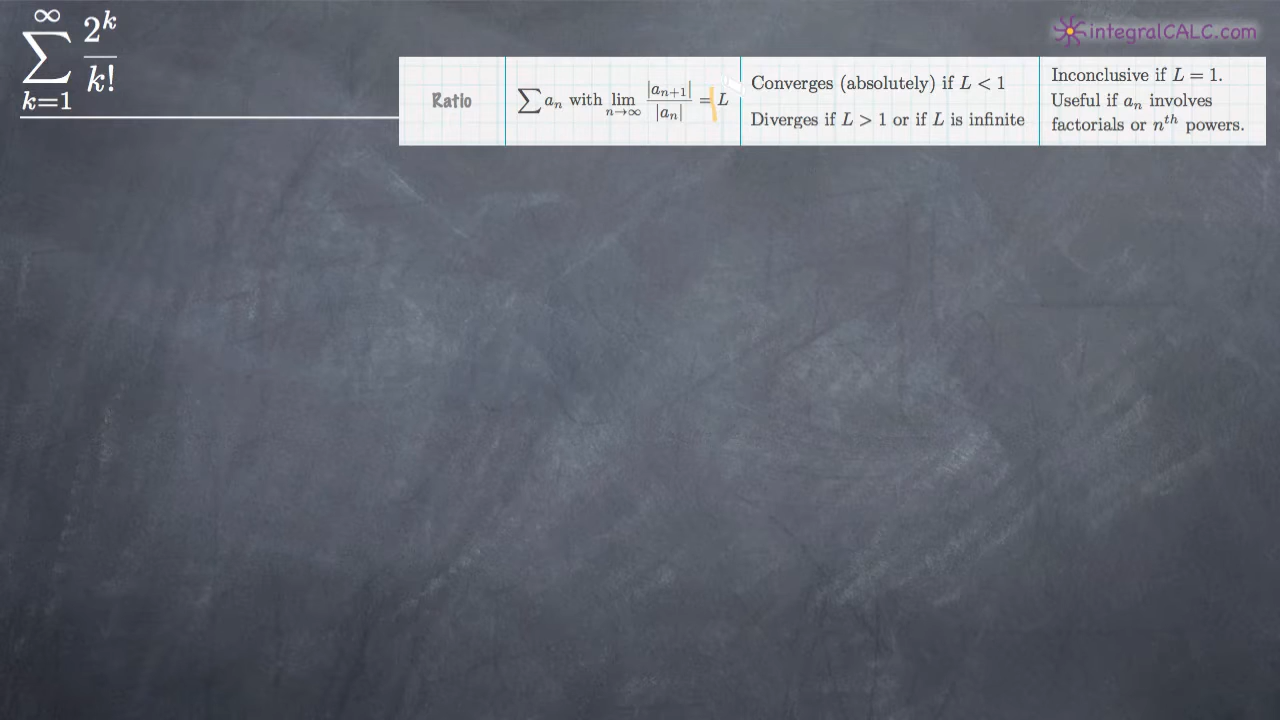 ∞
∑ 2^k / k!
k=1
integralCALC.com
Ratio
∑ a_n with lim_{n→∞} |a_{n+1}| / |a_n| = L
Converges (absolutely) if L < 1
Diverges if L > 1 or if L is infinite
Inconclusive if L = 1.
Useful if a_n involves
factorials or n^{th} powers.